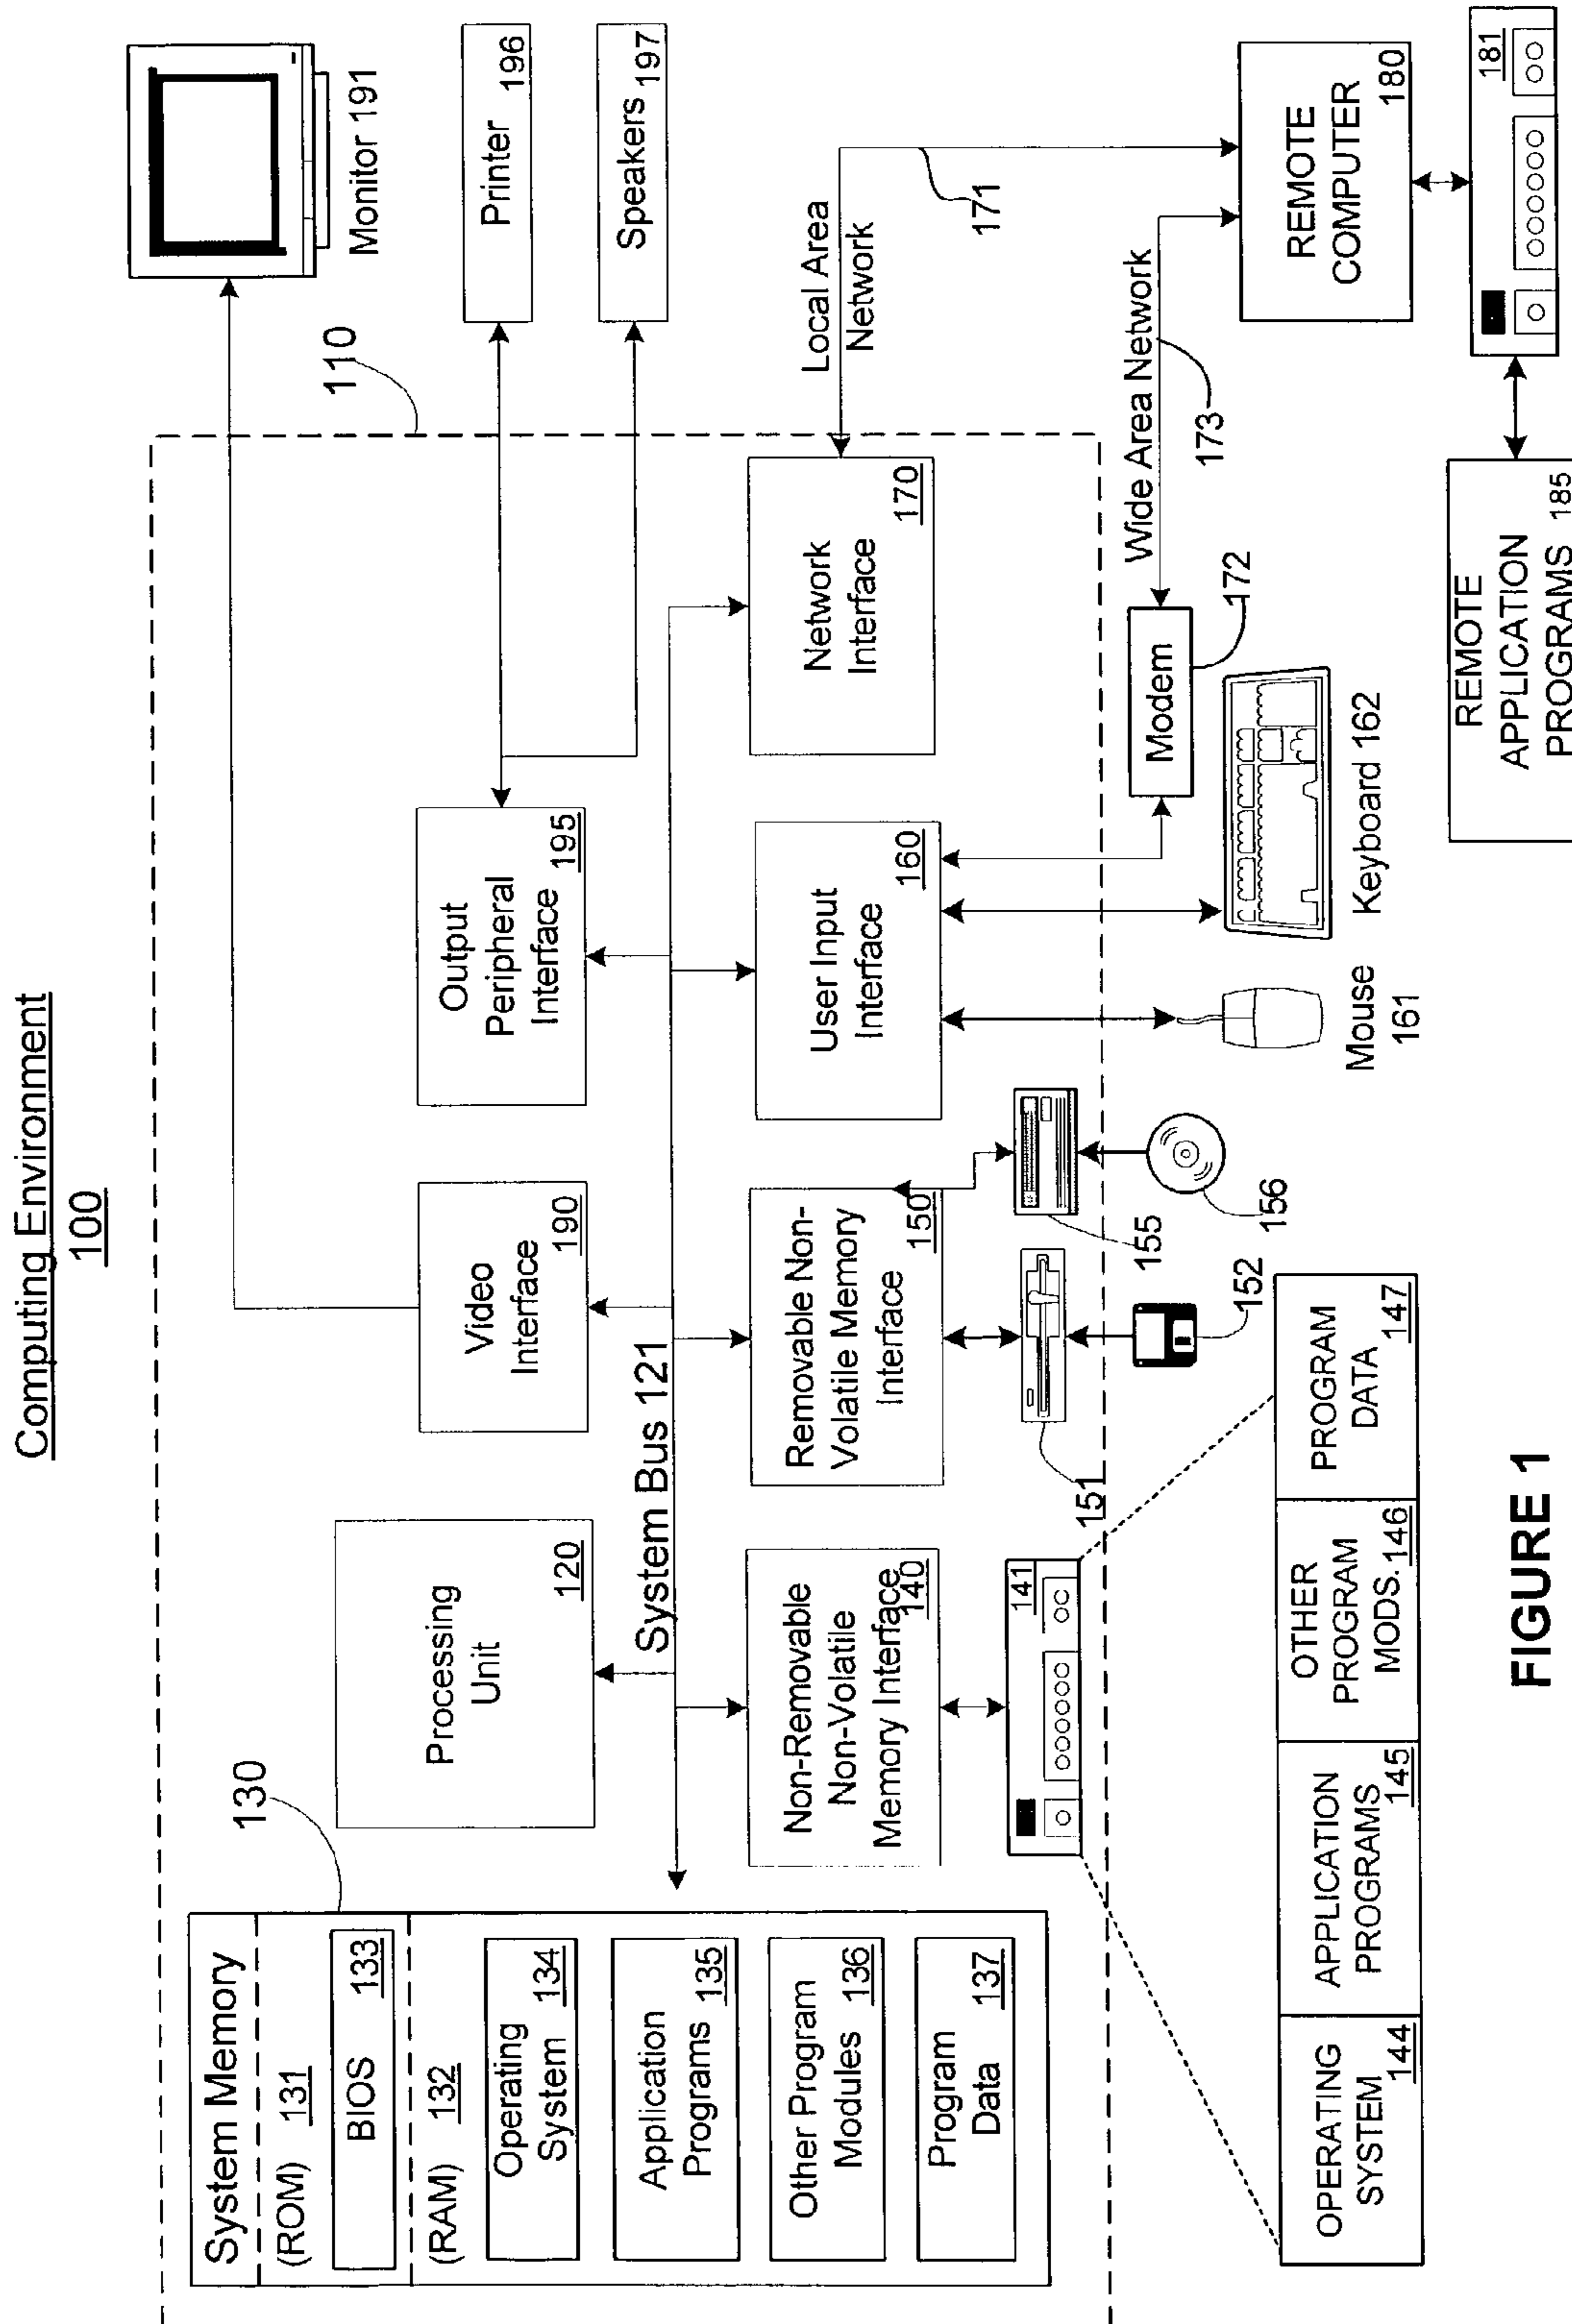 Computing Environment
100
System Memory
(ROM) 131
BIOS 133
(RAM) 132
Operating
System 134
Application
Programs 135
Other Program
Modules 136
Program
Data 137
130
Processing
Unit
120
Video
Interface
190
Output
Peripheral
Interface 195
110
Monitor 191
Printer 196
Speakers 197
System Bus 121
Non-Removable
Non-Volatile
Memory Interface
140
Removable Non-
Volatile Memory
Interface
150
User Input
Interface
160
Network
Interface
170
Local Area
Network
171
Wide Area Network
173
Modem
172
141
151
152
155
156
Mouse
161
Keyboard 162
REMOTE
COMPUTER
180
181
REMOTE
APPLICATION
PROGRAMS 185
OPERATING
SYSTEM 144
APPLICATION
PROGRAMS 145
OTHER
PROGRAM
MODS. 146
PROGRAM
DATA 147
FIGURE 1